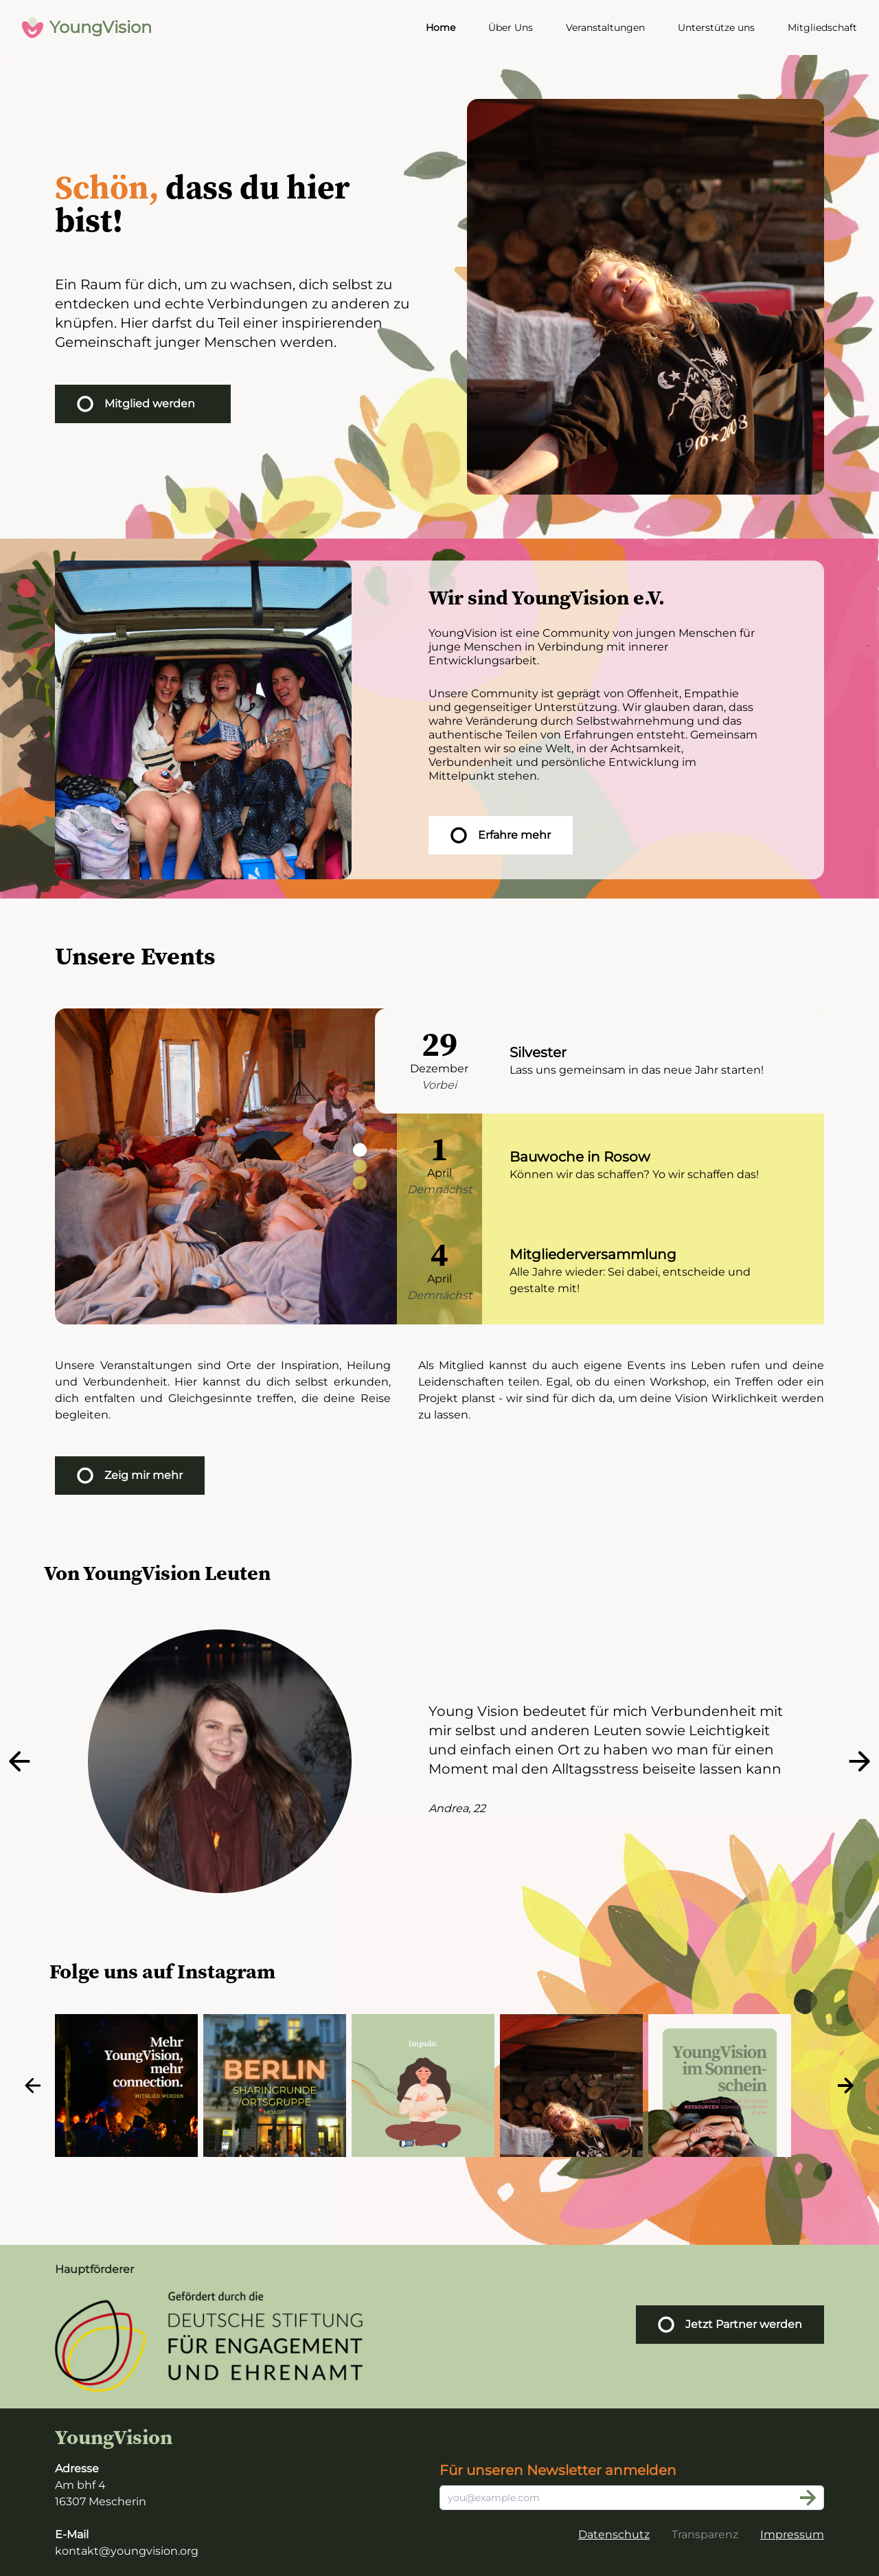 YoungVision
Home
Über Uns
Veranstaltungen
Unterstütze uns
Mitgliedschaft
Schön, dass du hier
bist!
Ein Raum für dich, um zu wachsen, dich selbst zu
entdecken und echte Verbindungen zu anderen zu
knüpfen. Hier darfst du Teil einer inspirierenden
Gemeinschaft junger Menschen werden.
Mitglied werden
Wir sind YoungVision e.V.
YoungVision ist eine Community von jungen Menschen für
junge Menschen in Verbindung mit innerer
Entwicklungsarbeit.
Unsere Community ist geprägt von Offenheit, Empathie
und gegenseitiger Unterstützung. Wir glauben daran, dass
wahre Veränderung durch Selbstwahrnehmung und das
authentische Teilen von Erfahrungen entsteht. Gemeinsam
gestalten wir so eine Welt, in der Achtsamkeit,
Verbundenheit und persönliche Entwicklung im
Mittelpunkt stehen.
Erfahre mehr
Unsere Events
29
Dezember
Vorbei
Silvester
Lass uns gemeinsam in das neue Jahr starten!
1
April
Demnächst
Bauwoche in Rosow
Können wir das schaffen? Yo wir schaffen das!
4
April
Demnächst
Mitgliederversammlung
Alle Jahre wieder: Sei dabei, entscheide und
gestalte mit!
Unsere Veranstaltungen sind Orte der Inspiration, Heilung
und Verbundenheit. Hier kannst du dich selbst erkunden,
dich entfalten und Gleichgesinnte treffen, die deine Reise
begleiten.
Als Mitglied kannst du auch eigene Events ins Leben rufen und deine
Leidenschaften teilen. Egal, ob du einen Workshop, ein Treffen oder ein
Projekt planst - wir sind für dich da, um deine Vision Wirklichkeit werden
zu lassen.
Zeig mir mehr
Von YoungVision Leuten
Young Vision bedeutet für mich Verbundenheit mit
mir selbst und anderen Leuten sowie Leichtigkeit
und einfach einen Ort zu haben wo man für einen
Moment mal den Alltagsstress beiseite lassen kann
Andrea, 22
Folge uns auf Instagram
Mehr
YoungVision,
mehr
connection.
MITGLIED WERDEN
BERLIN
SHARINGRUNDE
/ORTSGRUPPE
Impuls:
YoungVision
im Sonnen-
schein
Hauptförderer
Gefördert durch die
DEUTSCHE STIFTUNG
FÜR ENGAGEMENT
UND EHRENAMT
Jetzt Partner werden
YoungVision
Adresse
Am bhf 4
16307 Mescherin
E-Mail
kontakt@youngvision.org
Für unseren Newsletter anmelden
you@example.com
Datenschutz
Transparenz
Impressum